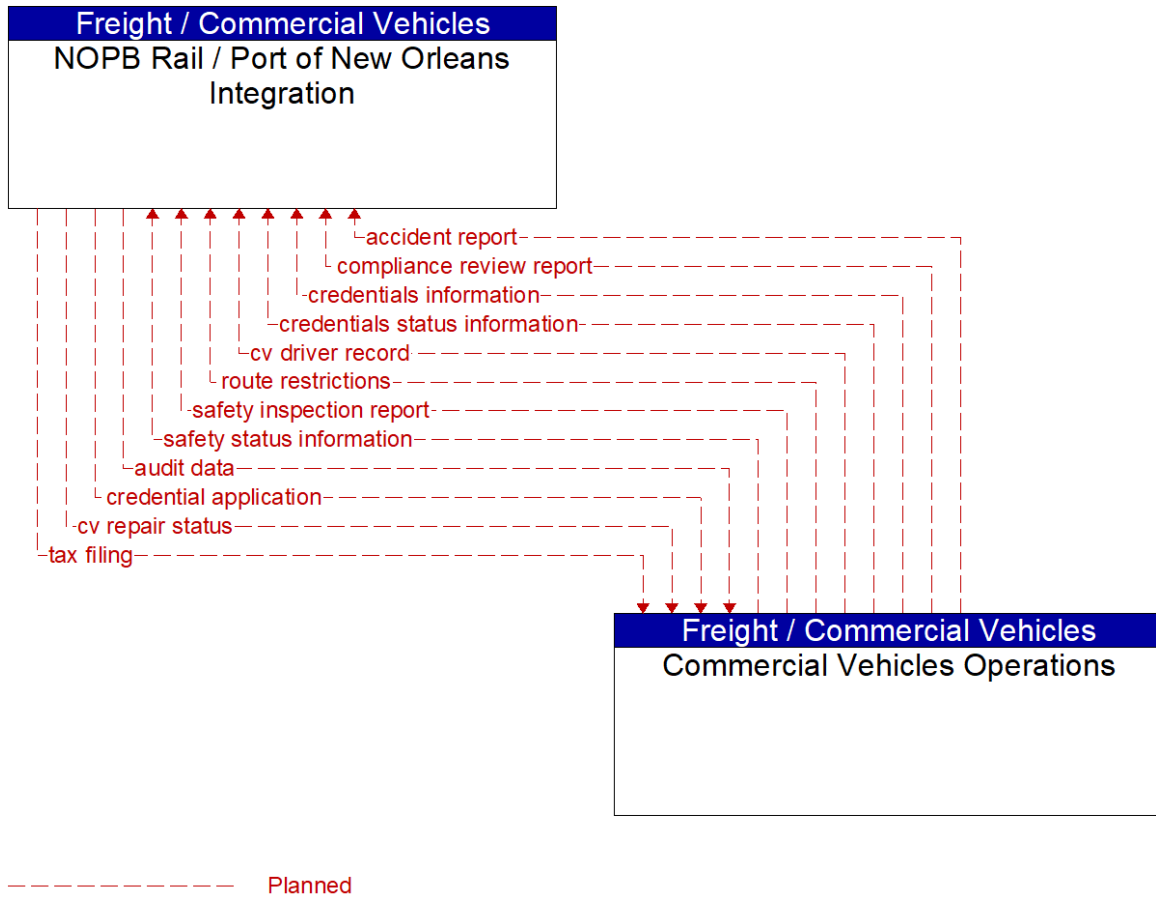 Freight / Commercial Vehicles
NOPB Rail / Port of New Orleans
Integration
accident report
compliance review report
credentials information
credentials status information
cv driver record
route restrictions
safety inspection report
safety status information
audit data
credential application
cv repair status
tax filing
Freight / Commercial Vehicles
Commercial Vehicles Operations
Planned